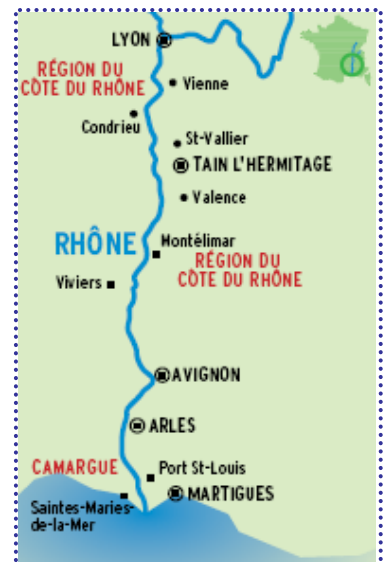 LYON
RÉGION DU
CÔTE DU RHÔNE
Vienne
Condrieu
St-Vallier
TAIN L'HERMITAGE
Valence
RHÔNE
Montélimar
RÉGION DU
CÔTE DU RHÔNE
Viviers
AVIGNON
ARLES
CAMARGUE
Port St-Louis
MARTIGUES
Saintes-Maries-
de-la-Mer